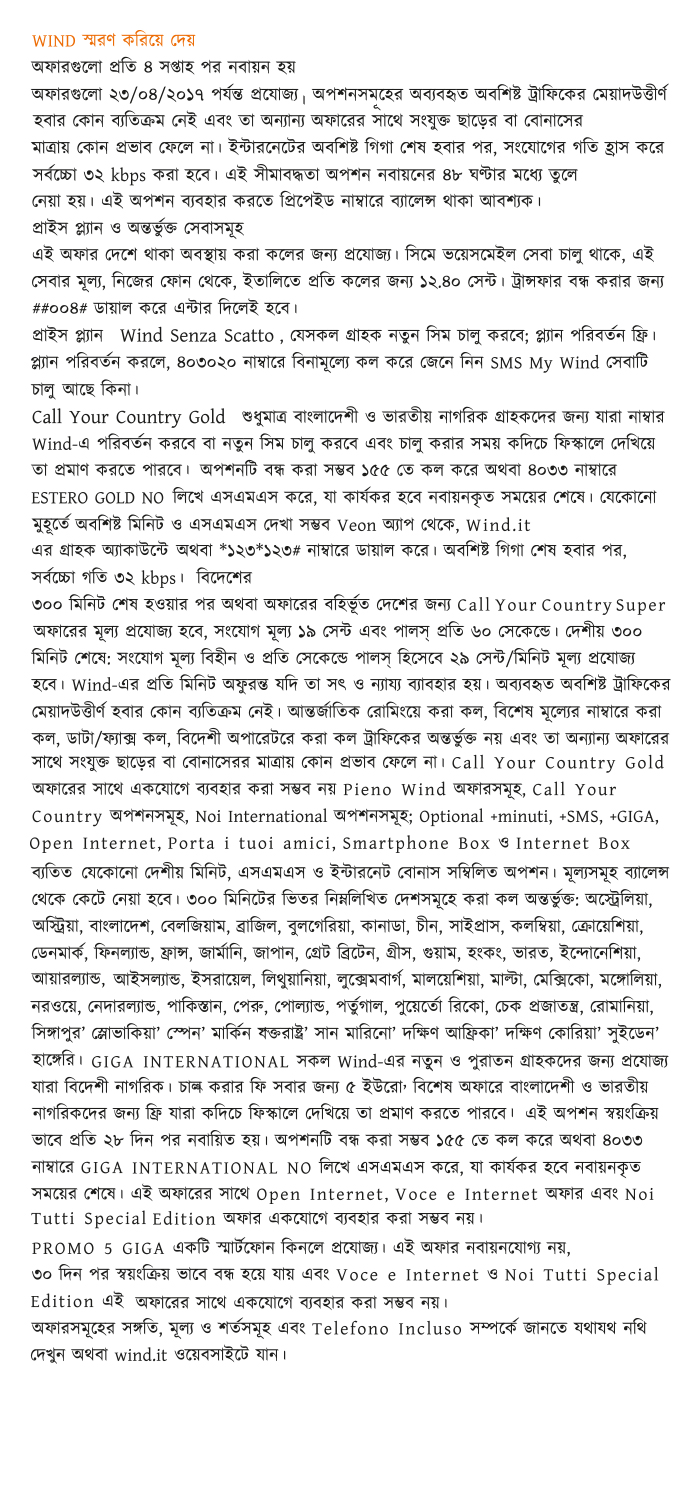 WIND স্মরণ করিয়ে দেয়
অফারগুলো প্রতি ৪ সপ্তাহ পর নবায়ন হয়
অফারগুলো ২৩/০৪/২০১৭ পর্যন্ত প্রযোজ্য। অপশনসমূহের অব্যবহৃত অবশিষ্ট ট্রাফিকের মেয়াদউত্তীর্ণ
হবার কোন ব্যতিক্রম নেই এবং তা অন্যান্য অফারের সাথে সংযুক্ত ছাড়ের বা বোনাসের
মাত্রায় কোন প্রভাব ফেলে না। ইন্টারনেটের অবশিষ্ট গিগা শেষ হবার পর, সংযোগের গতি হ্রাস করে
সর্বচ্চো ৩২ kbps করা হবে। এই সীমাবদ্ধতা অপশন নবায়নের ৪৮ ঘণ্টার মধ্যে তুলে
নেয়া হয়। এই অপশন ব্যবহার করতে প্রিপেইড নাম্বারে ব্যালেন্স থাকা আবশ্যক।
প্রাইস প্ল্যান ও অন্তর্ভুক্ত সেবাসমূহ
এই অফার দেশে থাকা অবস্থায় করা কলের জন্য প্রযোজ্য। সিমে ভয়েসমেইল সেবা চালু থাকে, এই
সেবার মূল্য, নিজের ফোন থেকে, ইতালিতে প্রতি কলের জন্য ১২.৪০ সেন্ট। ট্রান্সফার বন্ধ করার জন্য
##০০৪# ডায়াল করে এন্টার দিলেই হবে।
প্রাইস প্ল্যান Wind Senza Scatto , যেসকল গ্রাহক নতুন সিম চালু করবে; প্ল্যান পরিবর্তন ফ্রি।
প্ল্যান পরিবর্তন করলে, ৪০৩০২০ নাম্বারে বিনামূল্যে কল করে জেনে নিন SMS My Wind সেবাটি
চালু আছে কিনা।
Call Your Country Gold শুধুমাত্র বাংলাদেশী ও ভারতীয় নাগরিক গ্রাহকদের জন্য যারা নাম্বার
Wind-এ পরিবর্তন করবে বা নতুন সিম চালু করবে এবং চালু করার সময় কদিচে ফিস্কালে দেখিয়ে
তা প্রমাণ করতে পারবে। অপশনটি বন্ধ করা সম্ভব ১৫৫ তে কল করে অথবা ৪০৩৩ নাম্বারে
ESTERO GOLD NO লিখে এসএমএস করে, যা কার্যকর হবে নবায়নকৃত সময়ের শেষে। যেকোনো
মুহূর্তে অবশিষ্ট মিনিট ও এসএমএস দেখা সম্ভব Veon অ্যাপ থেকে, Wind.it
এর গ্রাহক অ্যাকাউন্টে অথবা *১২৩*১২৩# নাম্বারে ডায়াল করে। অবশিষ্ট গিগা শেষ হবার পর,
সর্বচ্চো গতি ৩২ kbps। বিদেশের
৩০০ মিনিট শেষ হওয়ার পর অথবা অফারের বহির্ভূত দেশের জন্য Call Your Country Super
অফারের মূল্য প্রযোজ্য হবে, সংযোগ মূল্য ১৯ সেন্ট এবং পালস্ প্রতি ৬০ সেকেন্ডে। দেশীয় ৩০০
মিনিট শেষে: সংযোগ মূল্য বিহীন ও প্রতি সেকেন্ডে পালস্ হিসেবে ২৯ সেন্ট/মিনিট মূল্য প্রযোজ্য
হবে। Wind-এর প্রতি মিনিট অফুরন্ত যদি তা সৎ ও ন্যায্য ব্যাবহার হয়। অব্যবহৃত অবশিষ্ট ট্রাফিকের
মেয়াদউত্তীর্ণ হবার কোন ব্যতিক্রম নেই। আন্তর্জাতিক রোমিংয়ে করা কল, বিশেষ মূল্যের নাম্বারে করা
কল, ডাটা/ফ্যাক্স কল, বিদেশী অপারেটরে করা কল ট্রাফিকের অন্তর্ভুক্ত নয় এবং তা অন্যান্য অফারের
সাথে সংযুক্ত ছাড়ের বা বোনাসেরর মাত্রায় কোন প্রভাব ফেলে না। Call Your Country Gold
অফারের সাথে একযোগে ব্যবহার করা সম্ভব নয় Pieno Wind অফারসমূহ, Call Your
Country অপশনসমূহ, Noi International অপশনসমূহ; Optional +minuti, +SMS, +GIGA,
Open Internet, Porta i tuoi amici, Smartphone Box ও Internet Box
ব্যতিত যেকোনো দেশীয় মিনিট, এসএমএস ও ইন্টারনেট বোনাস সম্বিলিত অপশন। মূল্যসমূহ ব্যালেন্স
থেকে কেটে নেয়া হবে। ৩০০ মিনিটের ভিতর নিম্নলিখিত দেশসমূহে করা কল অন্তর্ভুক্ত: অস্ট্রেলিয়া,
অস্ট্রিয়া, বাংলাদেশ, বেলজিয়াম, ব্রাজিল, বুলগেরিয়া, কানাডা, চীন, সাইপ্রাস, কলম্বিয়া, ক্রোয়েশিয়া,
ডেনমার্ক, ফিনল্যান্ড, ফ্রান্স, জার্মানি, জাপান, গ্রেট ব্রিটেন, গ্রীস, গুয়াম, হংকং, ভারত, ইন্দোনেশিয়া,
আয়ারল্যান্ড, আইসল্যান্ড, ইসরায়েল, লিথুয়ানিয়া, লুক্সেমবার্গ, মালয়েশিয়া, মাল্টা, মেক্সিকো, মঙ্গোলিয়া,
নরওয়ে, নেদারল্যান্ড, পাকিস্তান, পেরু, পোল্যান্ড, পর্তুগাল, পুয়ের্তো রিকো, চেক প্রজাতন্ত্র, রোমানিয়া,
সিঙ্গাপুর’ স্লোভাকিয়া’ স্পেন’ মার্কিন যক্তরাষ্ট্র’ সান মারিনো’ দক্ষিণ আফ্রিকা’ দক্ষিণ কোরিয়া’ সুইডেন’
হাঙ্গেরি। GIGA INTERNATIONAL সকল Wind-এর নতুন ও পুরাতন গ্রাহকদের জন্য প্রযোজ্য
যারা বিদেশী নাগরিক। করার ফি সবার জন্য ৫ ইউরো’ বিশেষ অফারে বাংলাদেশী ও ভারতীয়
নাগরিকদের জন্য ফ্রি যারা কদিচে ফিস্কালে দেখিয়ে তা প্রমাণ করতে পারবে। এই অপশন স্বয়ংক্রিয়
ভাবে প্রতি ২৮ দিন পর নবায়িত হয়। অপশনটি বন্ধ করা সম্ভব ১৫৫ তে কল করে অথবা ৪০৩৩
নাম্বারে GIGA INTERNATIONAL NO লিখে এসএমএস করে, যা কার্যকর হবে নবায়নকৃত
সময়ের শেষে। এই অফারের সাথে Open Internet, Voce e Internet অফার এবং Noi
Tutti Special Edition অফার একযোগে ব্যবহার করা সম্ভব নয়।
PROMO 5 GIGA একটি স্মার্টফোন কিনলে প্রযোজ্য। এই অফার নবায়নযোগ্য নয়,
৩০ দিন পর স্বয়ংক্রিয় ভাবে বন্ধ হয়ে যায় এবং Voce e Internet ও Noi Tutti Special
Edition এই অফারের সাথে একযোগে ব্যবহার করা সম্ভব নয়।
অফারসমূহের সঙ্গতি, মূল্য ও শর্তসমূহ এবং Telefono Incluso সম্পর্কে জানতে যথাযথ নথি
দেখুন অথবা wind.it ওয়েবসাইটে যান।